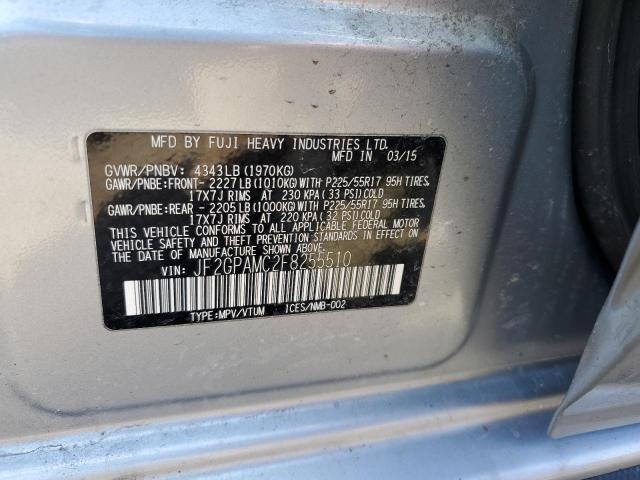 MFD BY FUJI HEAVY INDUSTRIES LTD.
MFD IN 03/15
GVWR/PNBV: 4343LB (1970KG)
GAWR/PNBE:FRONT- 2227LB(1010KG)WITH P225/55R17 95H TIRES,
17X7J RIMS AT 230 KPA(33 PSI)COLD
GAWR/PNBE:REAR -2205LB(1000KG)WITH P225/55R17 95H TIRES,
17X7J RIMS AT 220 KPA(32 PSI)COLD
THIS VEHICLE CONFORMS TO ALL APPLICABLE FEDERAL MOTOR
VEHICLE SAFETY AND BUMPER STANDARDS IN EFFECT ON
THE DATE OF MANUFACTURE SHOWN ABOVE.
VIN: JF2GPAMC2F8255510
TYPE:MPV/VTUM ICES/NMB-002